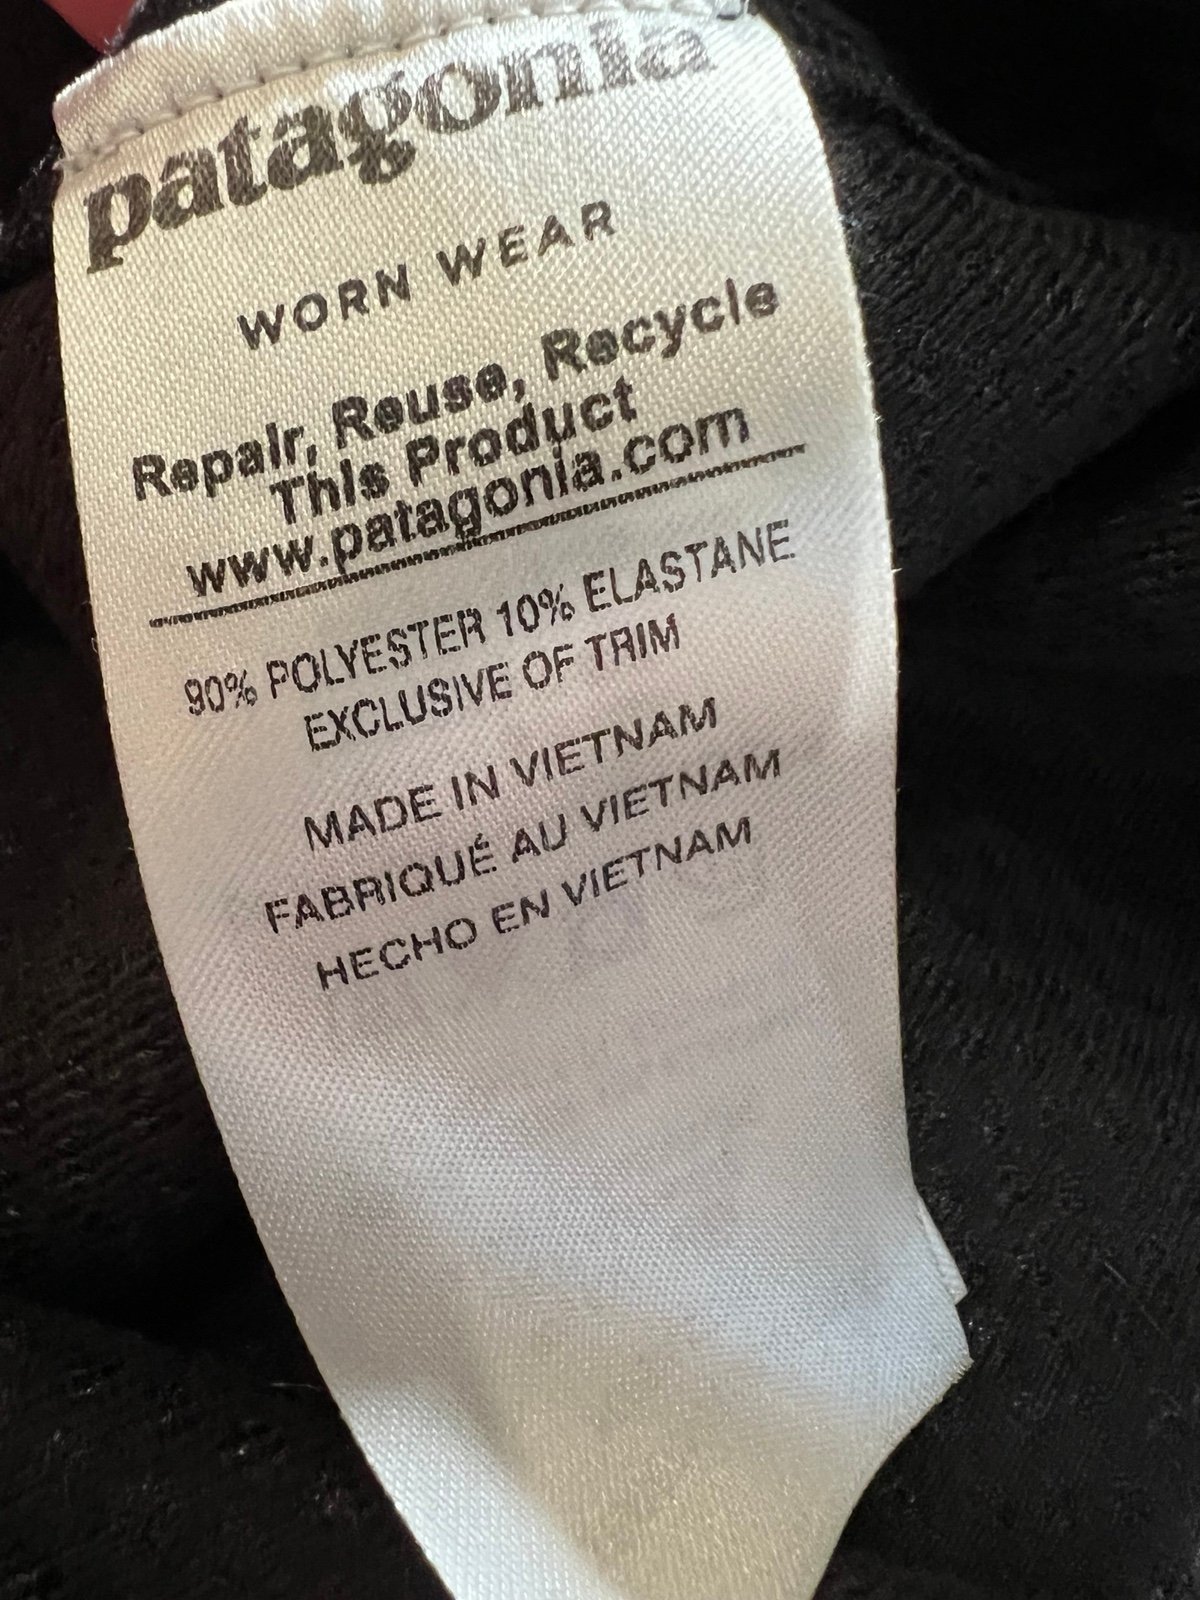 patagonia
WORN WEAR
Repair, Reuse, Recycle
This Product
www.patagonia.com
90% POLYESTER 10% ELASTANE
EXCLUSIVE OF TRIM
MADE IN VIETNAM
FABRIQUÉ AU VIETNAM
HECHO EN VIETNAM